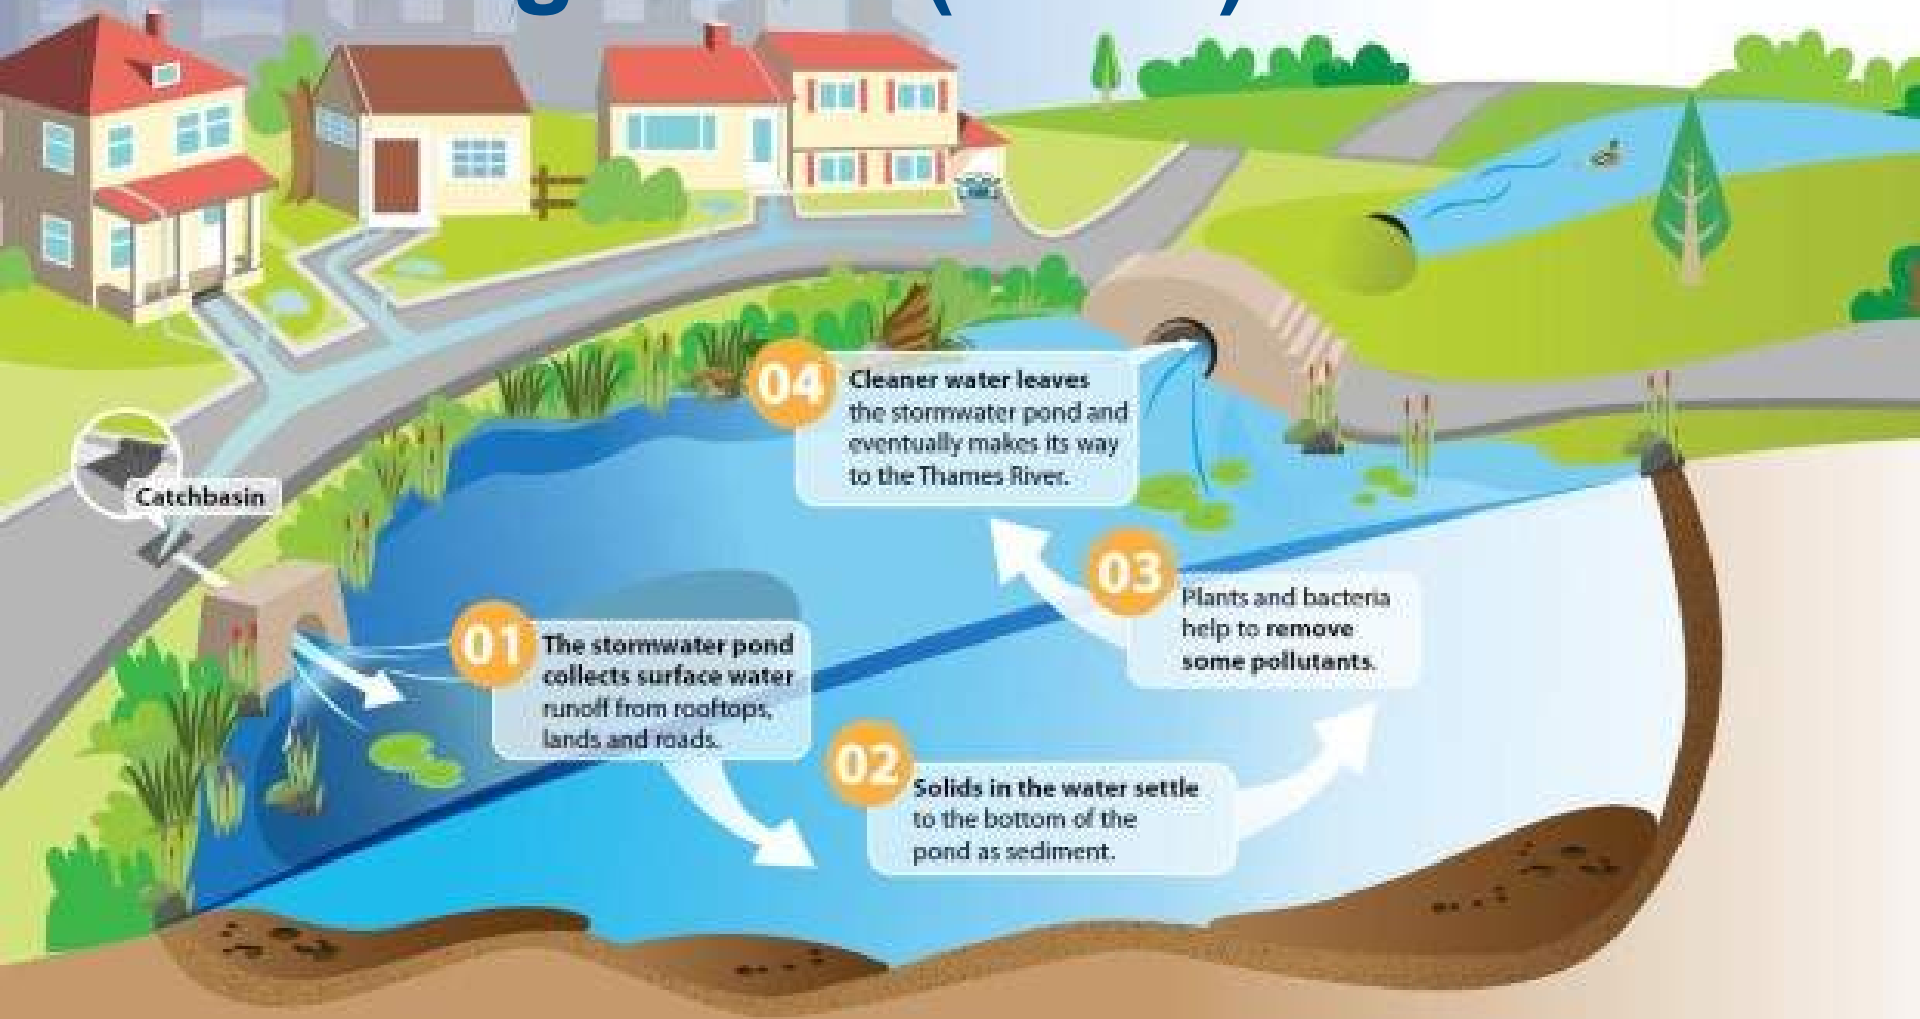 Catchbasin
01
The stormwater pond
collects surface water
runoff from rooftops,
lands and roads.
02
Solids in the water settle
to the bottom of the
pond as sediment.
03
Plants and bacteria
help to remove
some pollutants.
04
Cleaner water leaves
the stormwater pond and
eventually makes its way
to the Thames River.